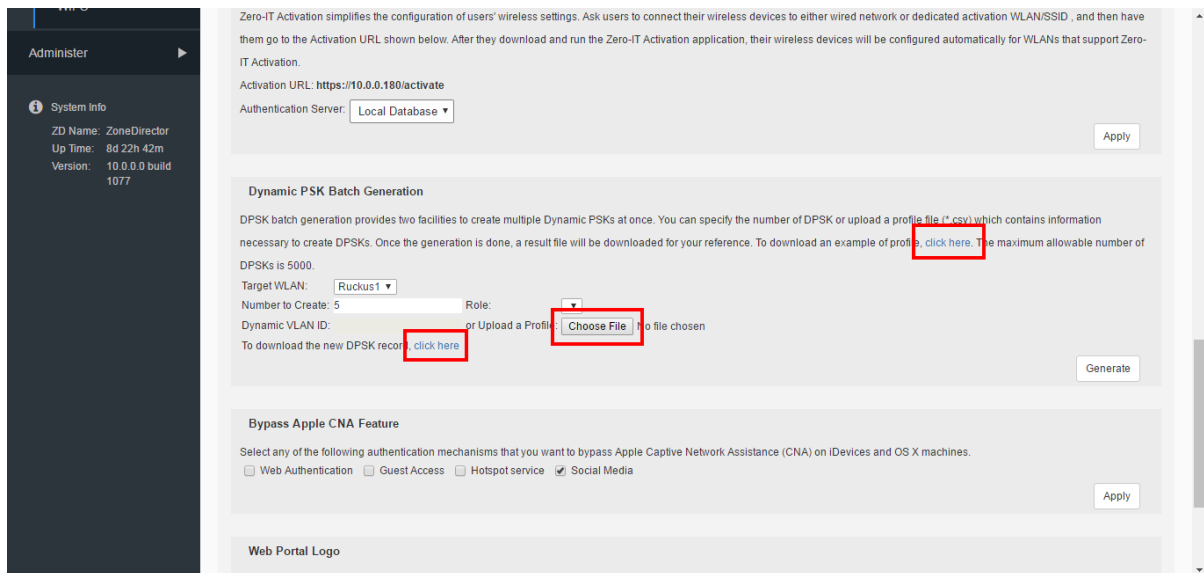 Zero-IT Activation simplifies the configuration of users' wireless settings. Ask users to connect their wireless devices to either wired network or dedicated activation WLAN/SSID , and then have
them go to the Activation URL shown below. After they download and run the Zero-IT Activation application, their wireless devices will be configured automatically for WLANs that support Zero-
IT Activation.
Activation URL: https://10.0.0.180/activate
Authentication Server: Local Database
Apply
Administer
System Info
ZD Name: ZoneDirector
Up Time: 8d 22h 42m
Version: 10.0.0.0 build
1077
Dynamic PSK Batch Generation
DPSK batch generation provides two facilities to create multiple Dynamic PSKs at once. You can specify the number of DPSK or upload a profile file (*.csv) which contains information
necessary to create DPSKs. Once the generation is done, a result file will be downloaded for your reference. To download an example of profile, click here. The maximum allowable number of
DPSKs is 5000.
Target WLAN: Ruckus1
Number to Create: 5 Role:
Dynamic VLAN ID: or Upload a Profile: Choose File No file chosen
To download the new DPSK record, click here
Generate
Bypass Apple CNA Feature
Select any of the following authentication mechanisms that you want to bypass Apple Captive Network Assistance (CNA) on iDevices and OS X machines.
Web Authentication Guest Access Hotspot service Social Media
Apply
Web Portal Logo